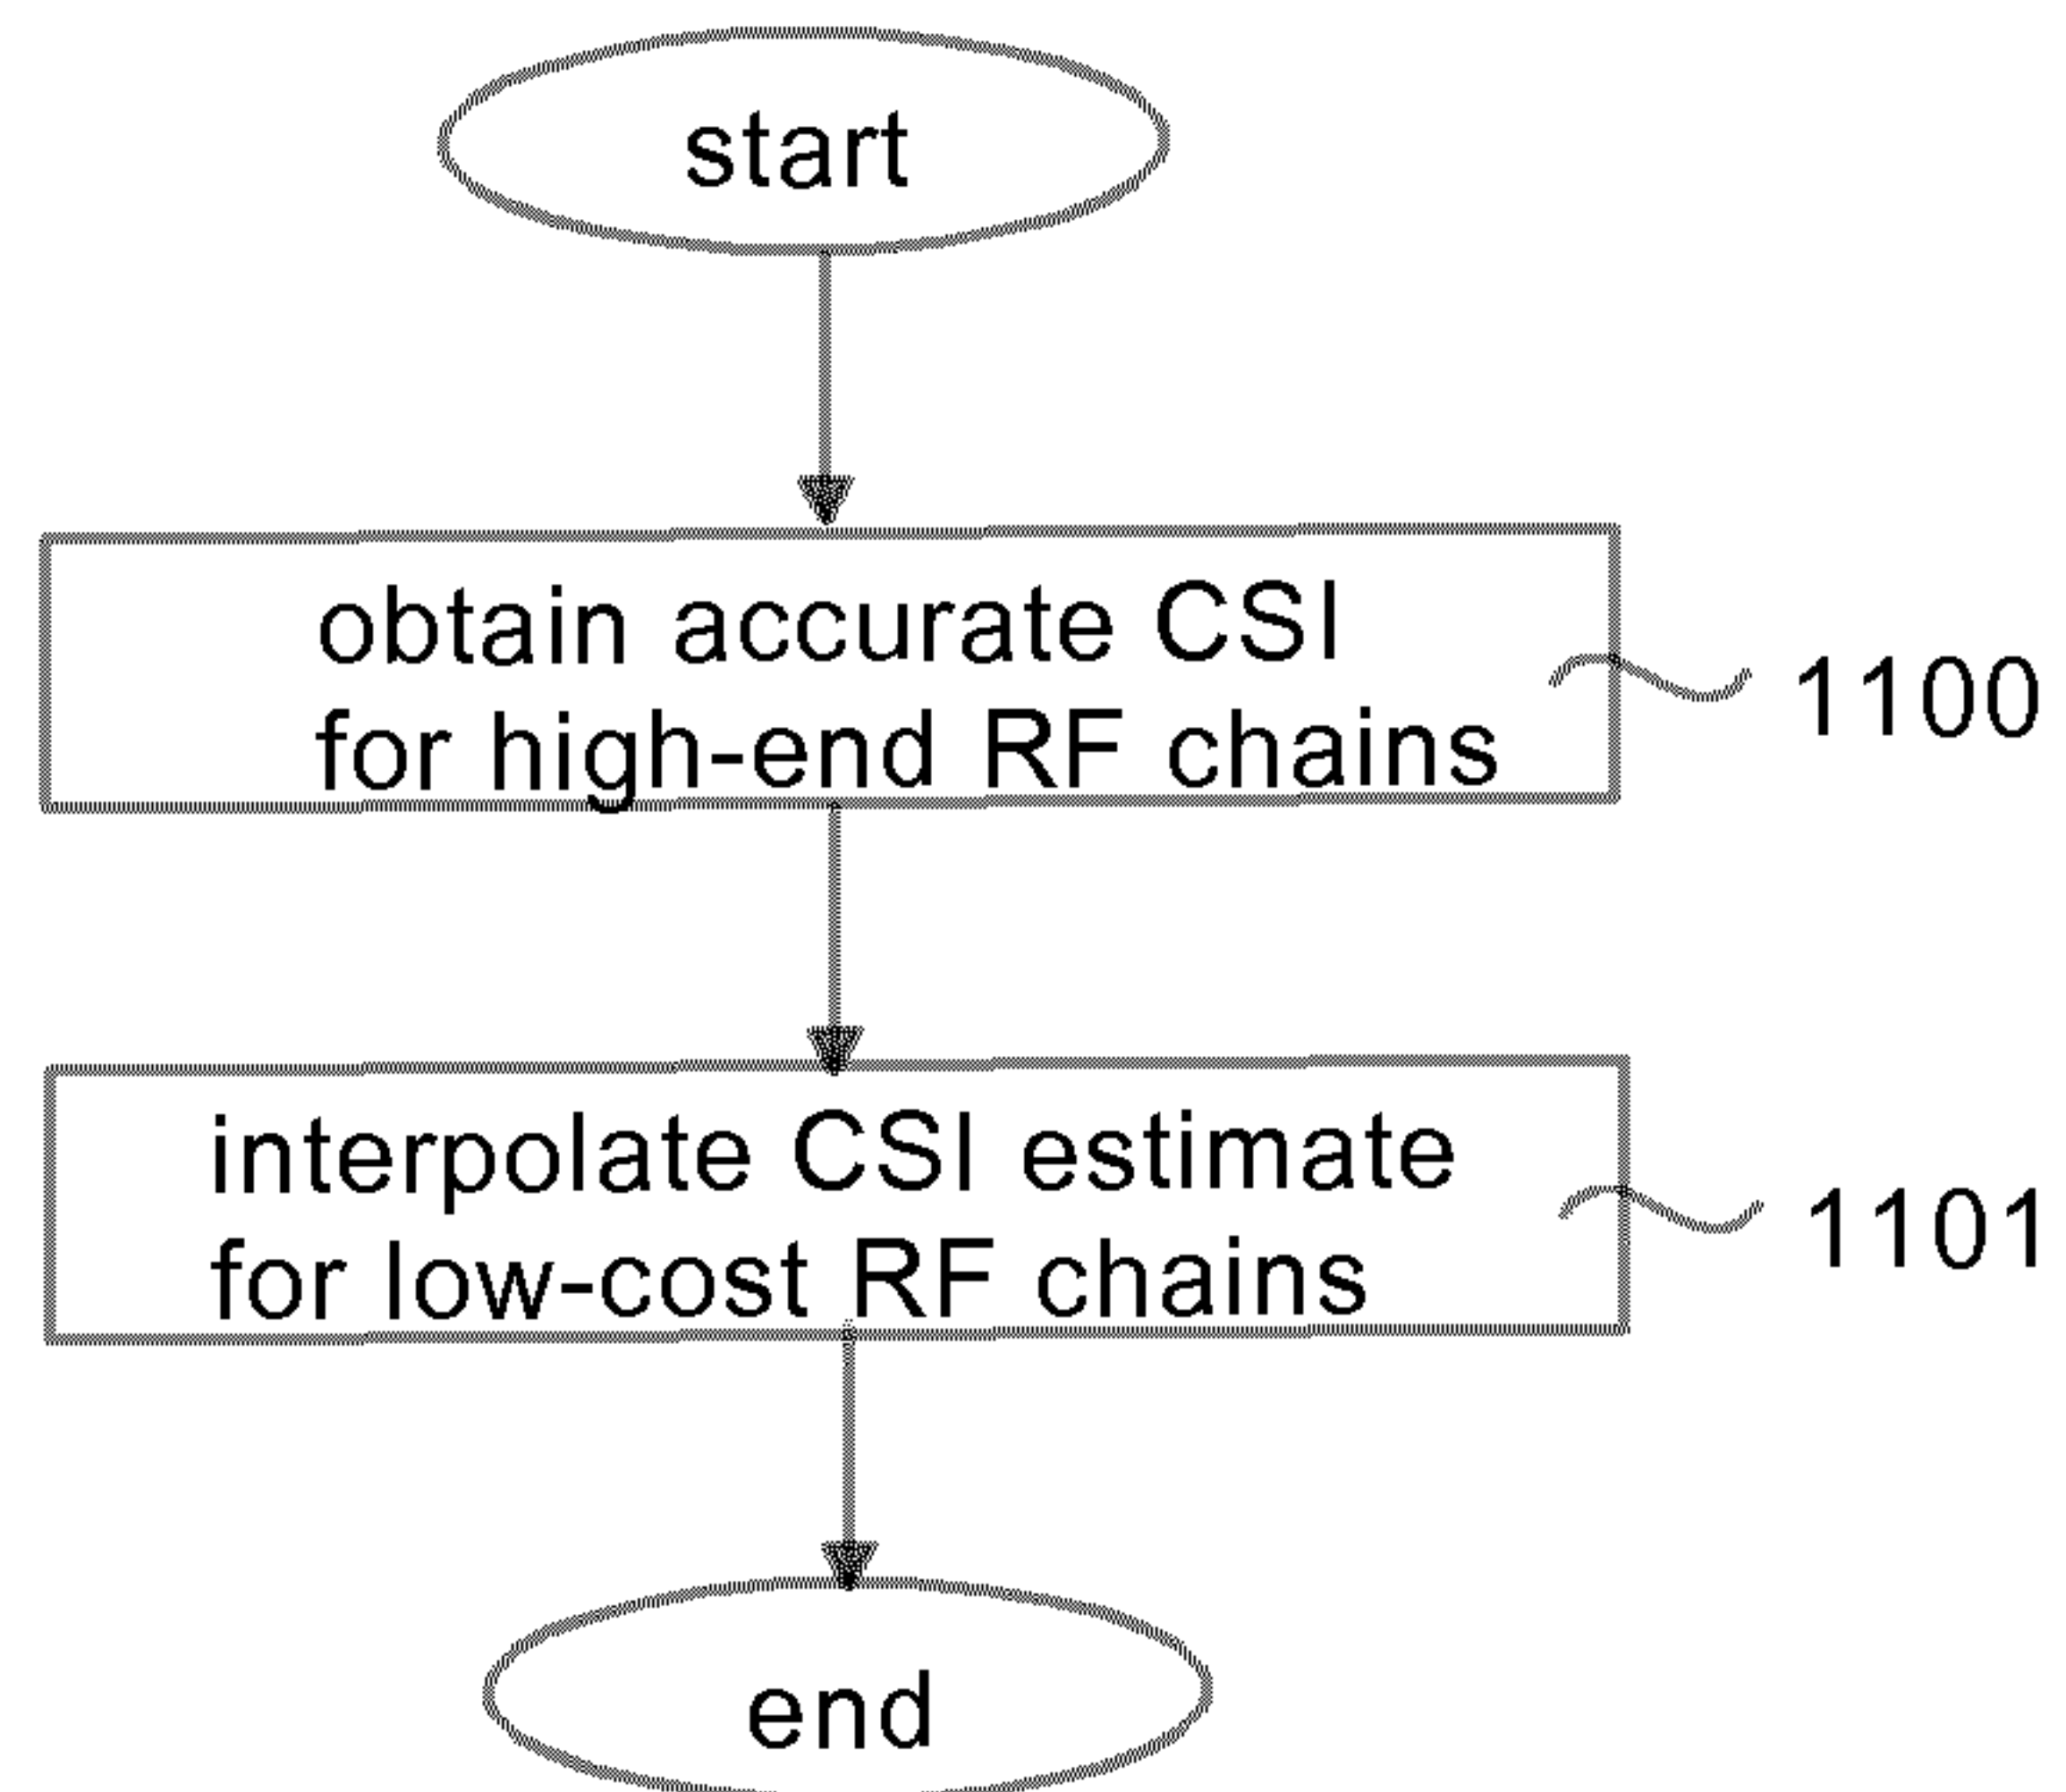 start
obtain accurate CSI
for high-end RF chains
1100
interpolate CSI estimate
for low-cost RF chains
1101
end